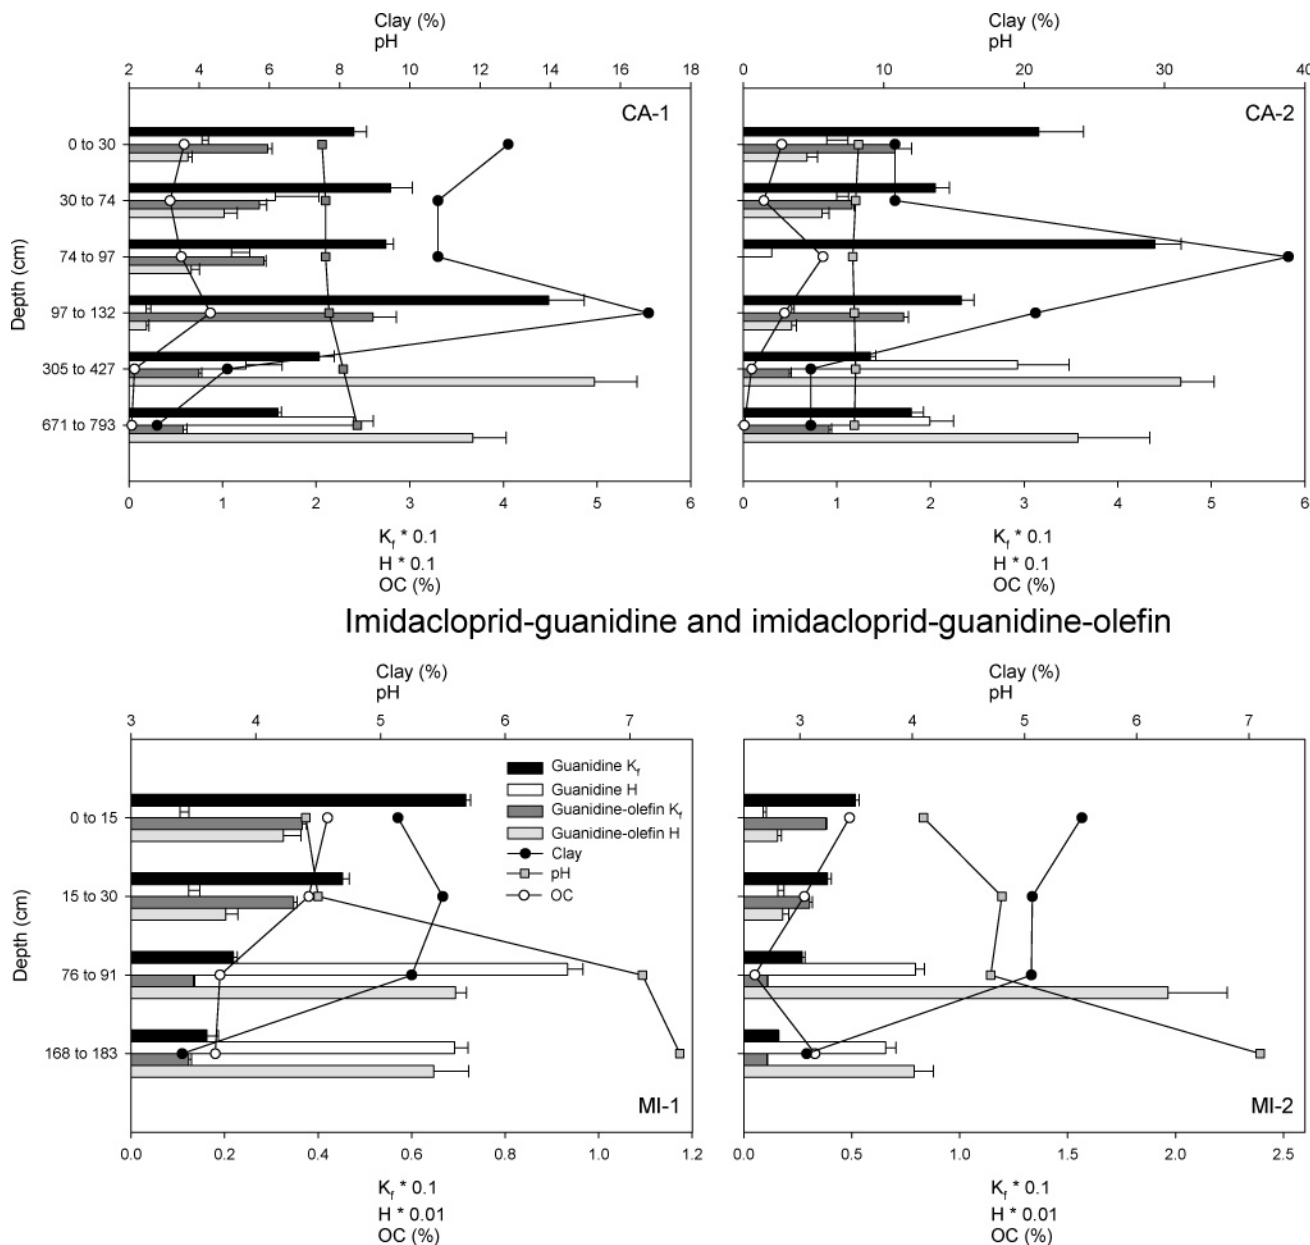 Clay (%)
pH
2 4 6 8 10 12 14 16 18
CA-1
Depth (cm)
0 to 30
30 to 74
74 to 97
97 to 132
305 to 427
671 to 793
0 1 2 3 4 5 6
Kf * 0.1
H * 0.1
OC (%)
Clay (%)
pH
0 10 20 30 40
CA-2
0 1 2 3 4 5 6
Kf * 0.1
H * 0.1
OC (%)
Imidacloprid-guanidine and imidacloprid-guanidine-olefin
Clay (%)
pH
3 4 5 6 7
Guanidine Kf
Guanidine H
Guanidine-olefin Kf
Guanidine-olefin H
Clay
pH
OC
Depth (cm)
0 to 15
15 to 30
76 to 91
168 to 183
MI-1
0.0 0.2 0.4 0.6 0.8 1.0 1.2
Kf * 0.1
H * 0.01
OC (%)
Clay (%)
pH
3 4 5 6 7
MI-2
0.0 0.5 1.0 1.5 2.0 2.5
Kf * 0.1
H * 0.01
OC (%)